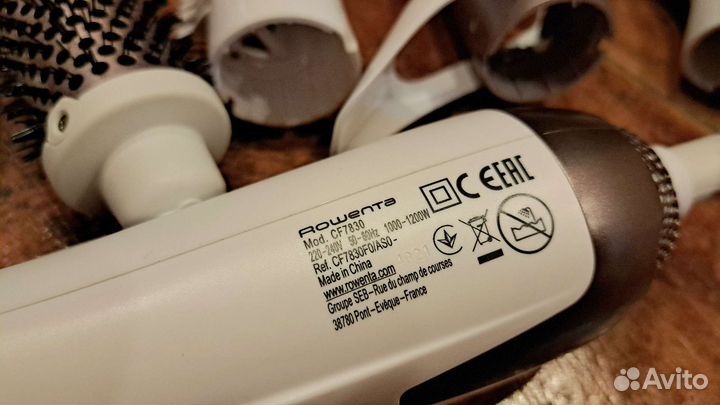 Rowenta
Mod. CF7830
220-240V 50-60Hz 1000-1200W
Ref. CF7830F0/AS0-
Made in China
www.rowenta.com
Groupe SEB-Rue du champ de courses
38780 Pont-Evêque-France
CE EAC
Avito